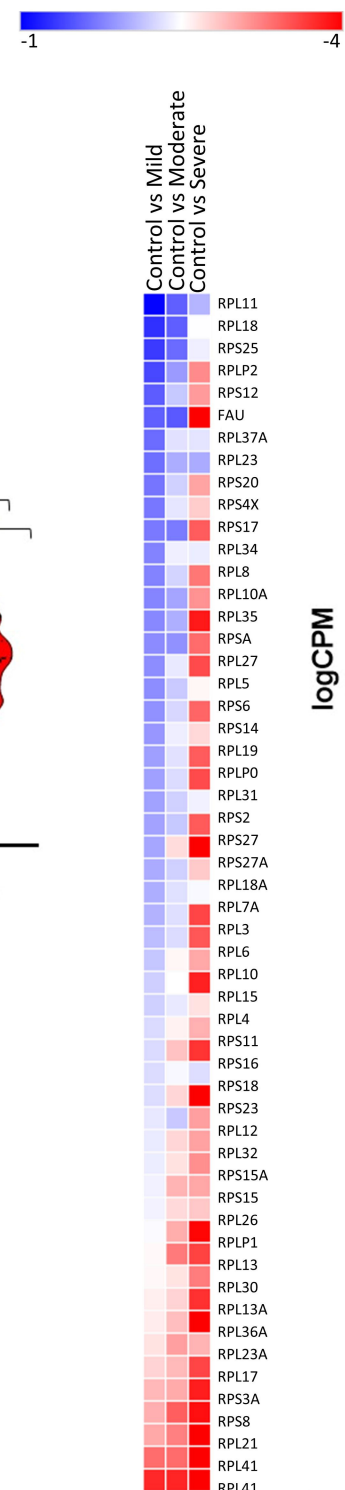 -1 -4
Control vs Mild
Control vs Moderate
Control vs Severe
RPL11
RPL18
RPS25
RPLP2
RPS12
FAU
RPL37A
RPL23
RPS20
RPS4X
RPS17
RPL34
RPL8
RPL10A
RPL35
RPSA
RPL27
RPL5
RPS6
RPS14
RPL19
RPLP0
RPL31
RPS2
RPS27
RPS27A
RPL18A
RPL7A
RPL3
RPL6
RPL10
RPL15
RPL4
RPS11
RPS16
RPS18
RPS23
RPL12
RPL32
RPS15A
RPS15
RPL26
RPLP1
RPL13
RPL30
RPL13A
RPL36A
RPL23A
RPL17
RPS3A
RPS8
RPL21
RPL41
RPL41
logCPM